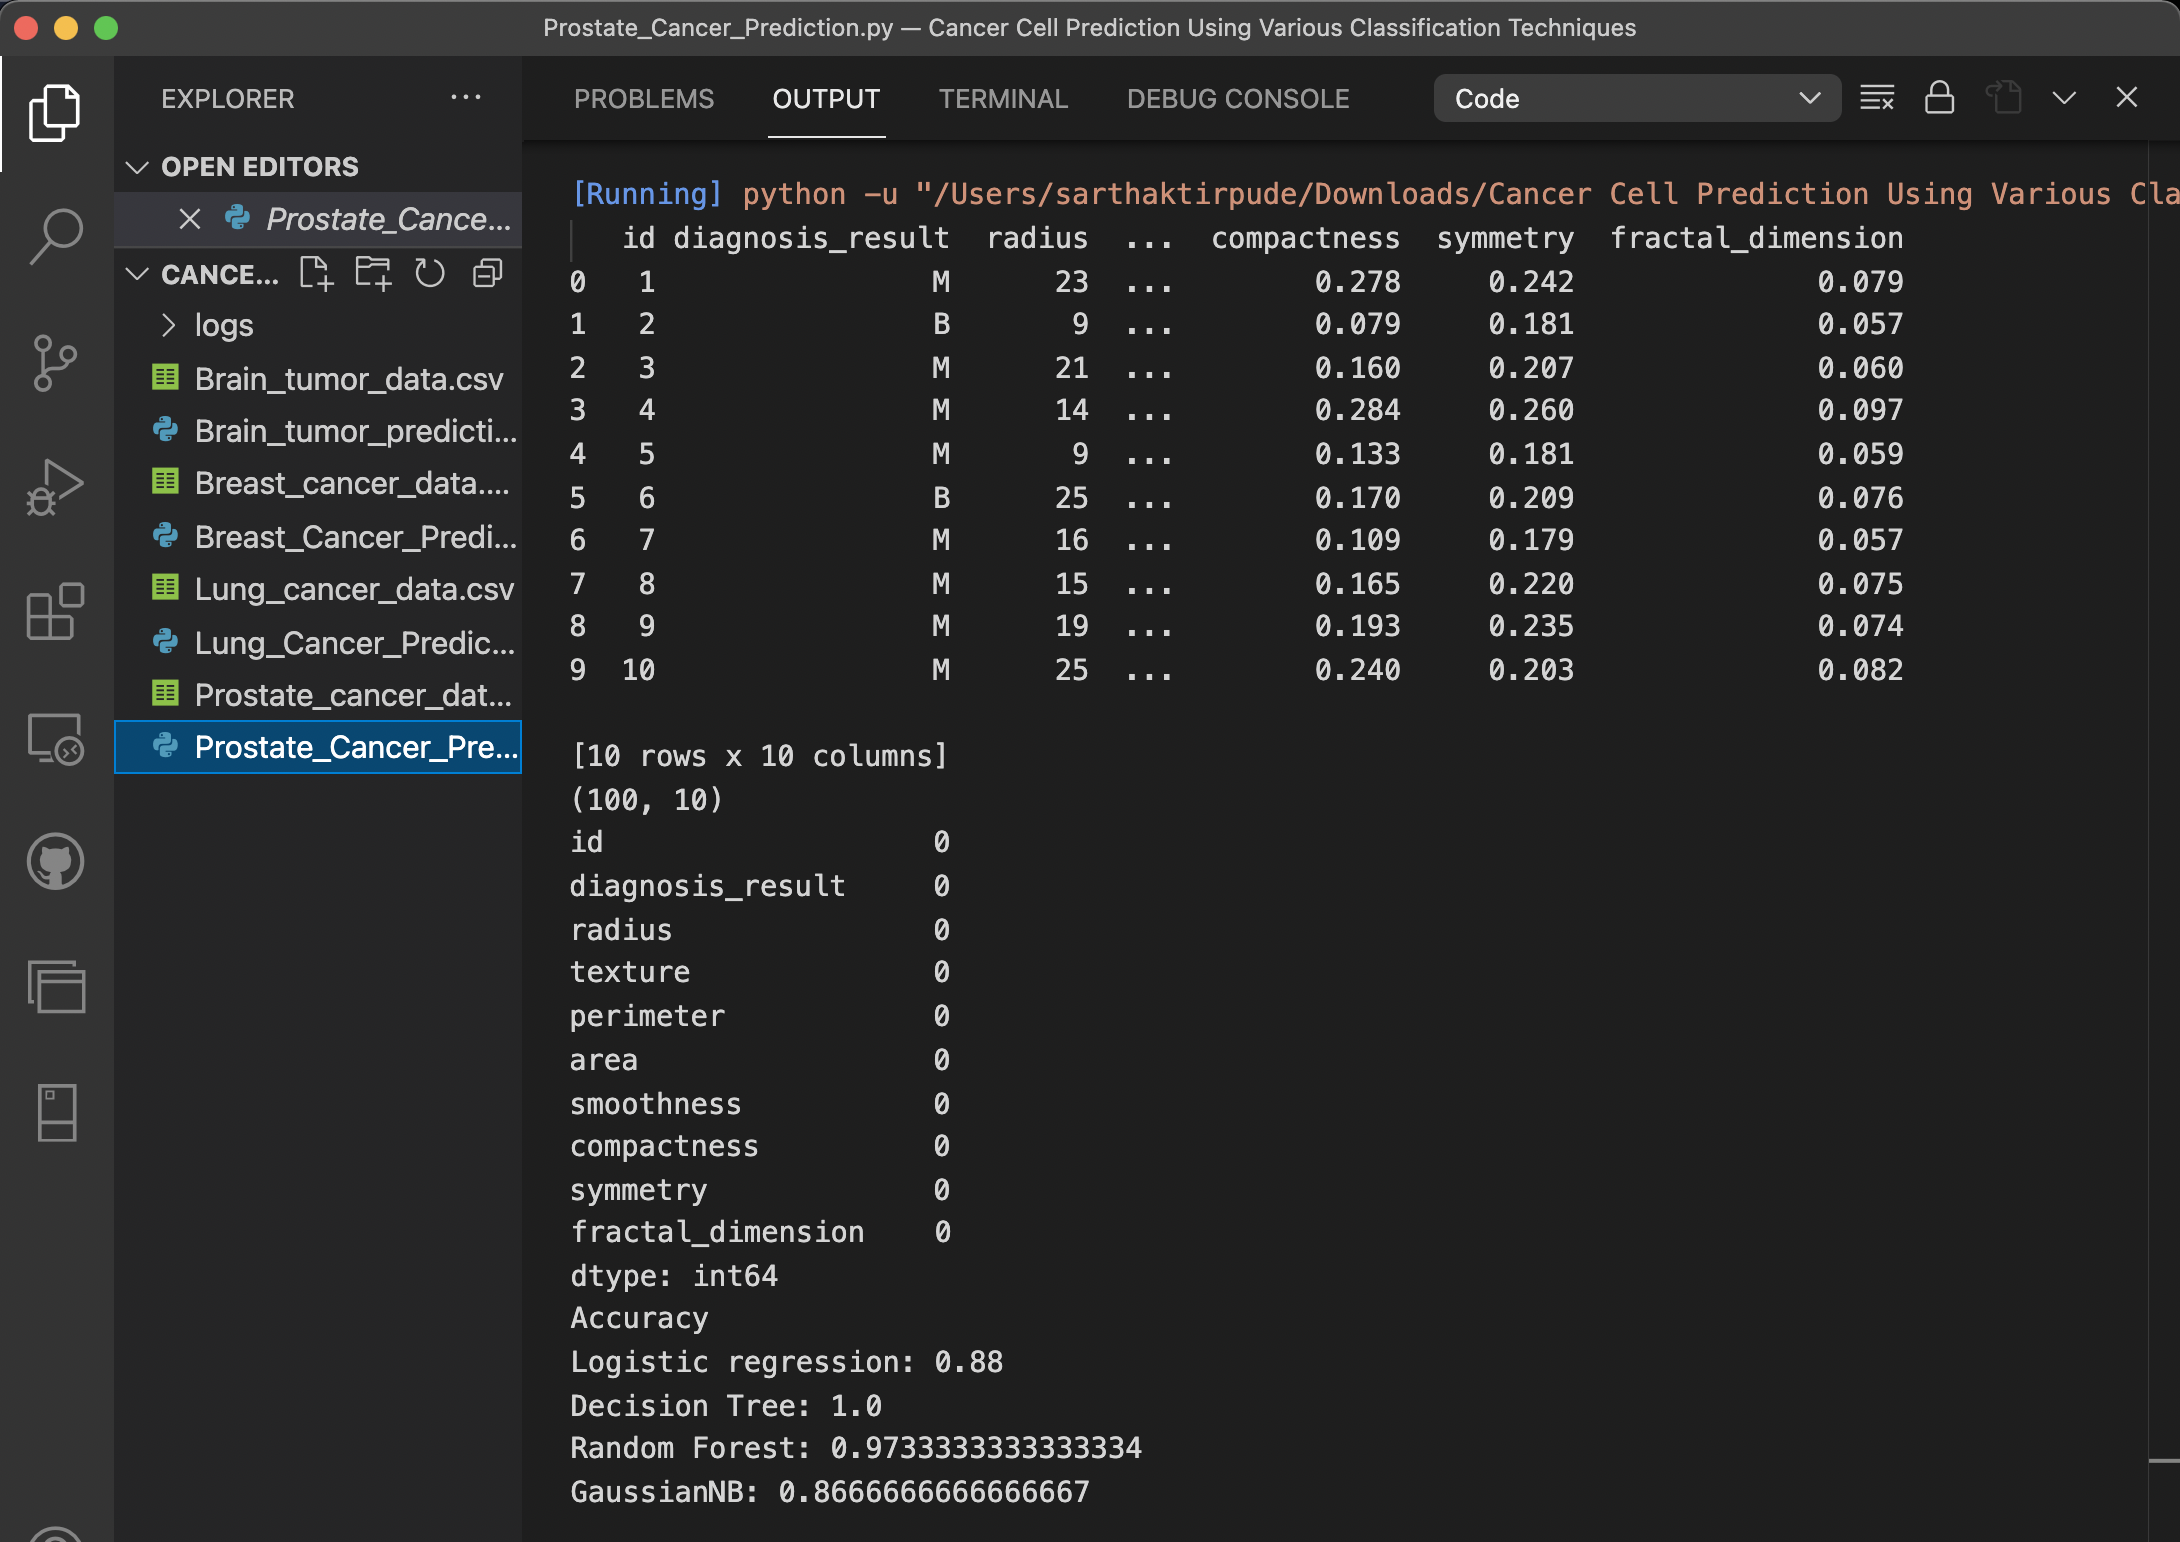 Prostate_Cancer_Prediction.py — Cancer Cell Prediction Using Various Classification Techniques
EXPLORER
OPEN EDITORS
Prostate_Cance...
CANCE...
logs
Brain_tumor_data.csv
Brain_tumor_predicti...
Breast_cancer_data....
Breast_Cancer_Predi...
Lung_cancer_data.csv
Lung_Cancer_Predic...
Prostate_cancer_dat...
Prostate_Cancer_Pre...
PROBLEMS OUTPUT TERMINAL DEBUG CONSOLE Code
[Running] python -u "/Users/sarthaktirpude/Downloads/Cancer Cell Prediction Using Various Cla
id diagnosis_result radius ... compactness symmetry fractal_dimension
0 1 M 23 ... 0.278 0.242 0.079
1 2 B 9 ... 0.079 0.181 0.057
2 3 M 21 ... 0.160 0.207 0.060
3 4 M 14 ... 0.284 0.260 0.097
4 5 M 9 ... 0.133 0.181 0.059
5 6 B 25 ... 0.170 0.209 0.076
6 7 M 16 ... 0.109 0.179 0.057
7 8 M 15 ... 0.165 0.220 0.075
8 9 M 19 ... 0.193 0.235 0.074
9 10 M 25 ... 0.240 0.203 0.082
[10 rows x 10 columns]
(100, 10)
id 0
diagnosis_result 0
radius 0
texture 0
perimeter 0
area 0
smoothness 0
compactness 0
symmetry 0
fractal_dimension 0
dtype: int64
Accuracy
Logistic regression: 0.88
Decision Tree: 1.0
Random Forest: 0.9733333333333334
GaussianNB: 0.8666666666666667